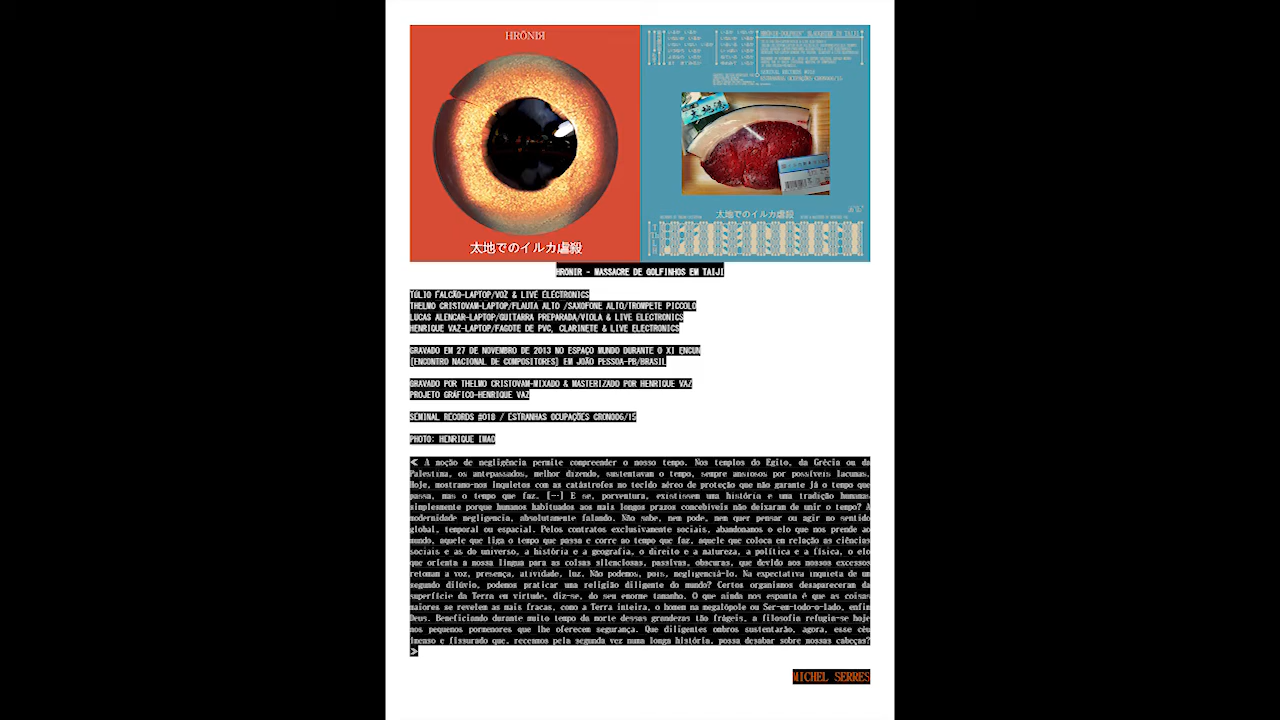 HRÖNIR
太地でのイルカ虐殺
太地でのイルカ虐殺
HRÖNIR - MASSACRE DE GOLFINHOS EM TAIJI
TÚLIO FALCÃO-LAPTOP/VOZ & LIVE ELECTRONICS
THELMO CRISTOVAM-LAPTOP/FLAUTA ALTO /SAXOFONE ALTO/TROMPETE PICCOLO
LUCAS ALENCAR-LAPTOP/GUITARRA PREPARADA/VIOLA & LIVE ELECTRONICS
HENRIQUE VAZ-LAPTOP/FAGOTE DE PVC, CLARINETE & LIVE ELECTRONICS
GRAVADO EM 27 DE NOVEMBRO DE 2013 NO ESPAÇO MUNDO DURANTE O XI ENCUN
[ENCONTRO NACIONAL DE COMPOSITORES] EM JOÃO PESSOA-PB/BRASIL
GRAVADO POR THELMO CRISTOVAM-MIXADO & MASTERIZADO POR HENRIQUE VAZ
PROJETO GRÁFICO-HENRIQUE VAZ
SEMINAL RECORDS #018 / ESTRANHAS OCUPAÇÕES CRONO06/15
PHOTO: HENRIQUE IWAO
≪ A noção de negligência permite compreender o nosso tempo. Nos templos do Egito, da Grécia ou da
Palestina, os antepassados, melhor dizendo, sustentavam o tempo, sempre ansiosos por possíveis lacunas.
Hoje, mostramo-nos inquietos com as catástrofes no tecido aéreo de proteção que não garante já o tempo que
passa, mas o tempo que faz. […] E se, porventura, existissem uma história e uma tradição humanas
simplesmente porque humanos habituados aos mais longos prazos concebíveis não deixaram de unir o tempo? A
modernidade negligencia, absolutamente falando. Não sabe, nem pode, nem quer pensar ou agir no sentido
global, temporal ou espacial. Pelos contratos exclusivamente sociais, abandonamos o elo que nos prende ao
mundo, aquele que liga o tempo que passa e corre ao tempo que faz, aquele que coloca em relação as ciências
sociais e as do universo, a história e a geografia, o direito e a natureza, a política e a física, o elo
que orienta a nossa língua para as coisas silenciosas, passivas, obscuras, que devido aos nossos excessos
retomam a voz, presença, atividade, luz. Não podemos, pois, negligenciá-lo. Na expectativa inquieta de um
segundo dilúvio, podemos praticar uma religião diligente do mundo? Certos organismos desapareceram da
superfície da Terra em virtude, diz-se, do seu enorme tamanho. O que ainda nos espanta é que as coisas
maiores se revelem as mais fracas, como a Terra inteira, o homem na megalópole ou Ser-em-todo-o-lado, enfim
Deus. Beneficiando durante muito tempo da morte dessas grandezas tão frágeis, a filosofia refugia-se hoje
nos pequenos pormenores que lhe oferecem segurança. Que diligentes ombros sustentarão, agora, esse céu
imenso e fissurado que, receamos pela segunda vez numa longa história, possa desabar sobre nossas cabeças?
≫
MICHEL SERRES